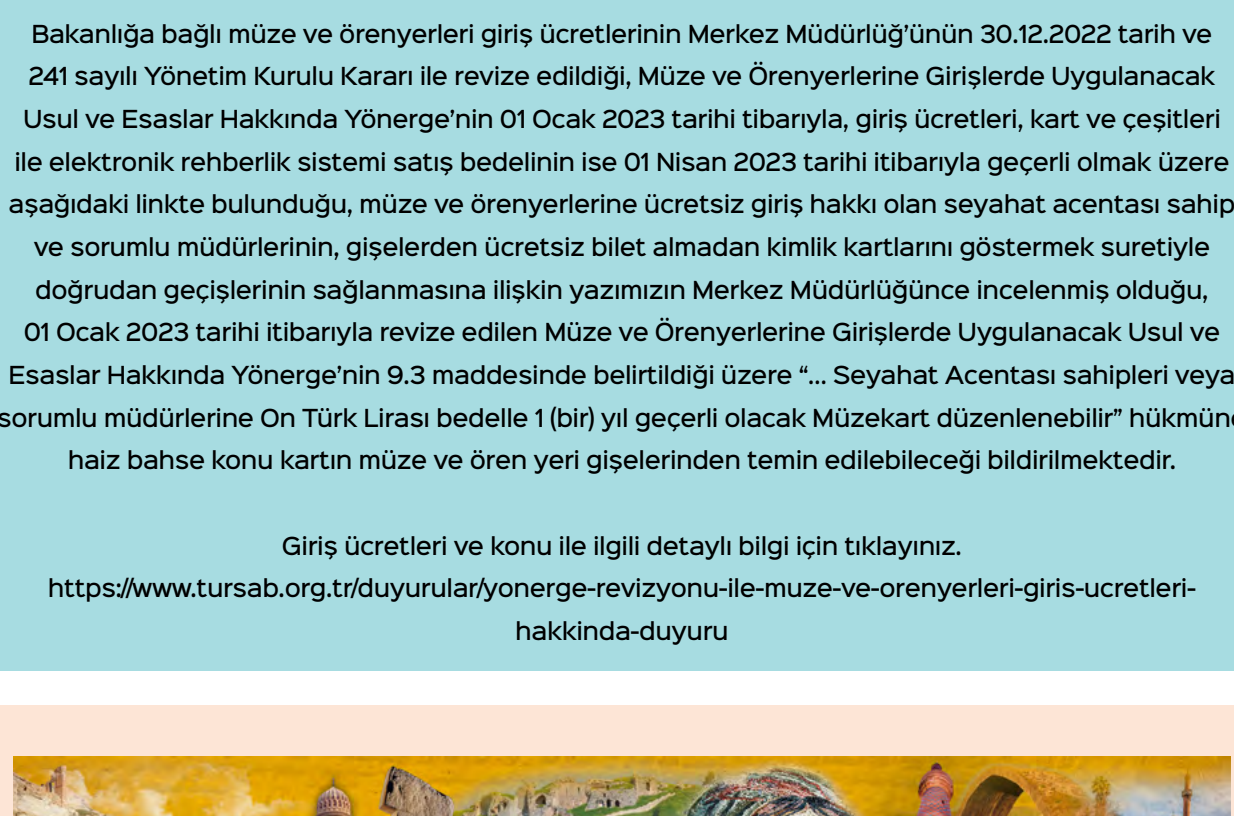 Bakanlığa bağlı müze ve örenyerleri giriş ücretlerinin Merkez Müdürlüğ'ünün 30.12.2022 tarih ve
241 sayılı Yönetim Kurulu Kararı ile revize edildiği, Müze ve Örenyerlerine Girişlerde Uygulanacak
Usul ve Esaslar Hakkında Yönerge'nin 01 Ocak 2023 tarihi tibarıyla, giriş ücretleri, kart ve çeşitleri
ile elektronik rehberlik sistemi satış bedelinin ise 01 Nisan 2023 tarihi itibarıyla geçerli olmak üzere
aşağıdaki linkte bulunduğu, müze ve örenyerlerine ücretsiz giriş hakkı olan seyahat acentası sahip
ve sorumlu müdürlerinin, gişelerden ücretsiz bilet almadan kimlik kartlarını göstermek suretiyle
doğrudan geçişlerinin sağlanmasına ilişkin yazımızın Merkez Müdürlüğünce incelenmiş olduğu,
01 Ocak 2023 tarihi itibarıyla revize edilen Müze ve Örenyerlerine Girişlerde Uygulanacak Usul ve
Esaslar Hakkında Yönerge'nin 9.3 maddesinde belirtildiği üzere “... Seyahat Acentası sahipleri veya
sorumlu müdürlerine On Türk Lirası bedelle 1 (bir) yıl geçerli olacak Müzekart düzenlenebilir” hükmüne
haiz bahse konu kartın müze ve ören yeri gişelerinden temin edilebileceği bildirilmektedir.
Giriş ücretleri ve konu ile ilgili detaylı bilgi için tıklayınız.
https://www.tursab.org.tr/duyurular/yonerge-revizyonu-ile-muze-ve-orenyerleri-giris-ucretleri-
hakkinda-duyuru